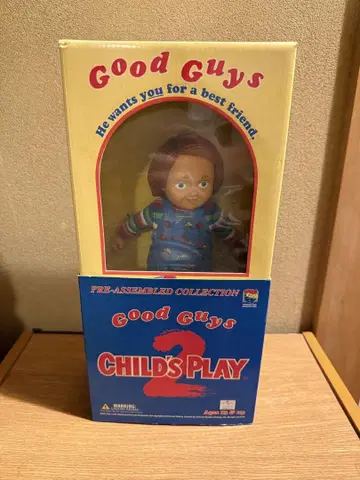 Good Guys
He wants you for a best friend.
PRE-ASSEMBLED COLLECTION
Good Guys
2
CHILD'S PLAY
WARNING: